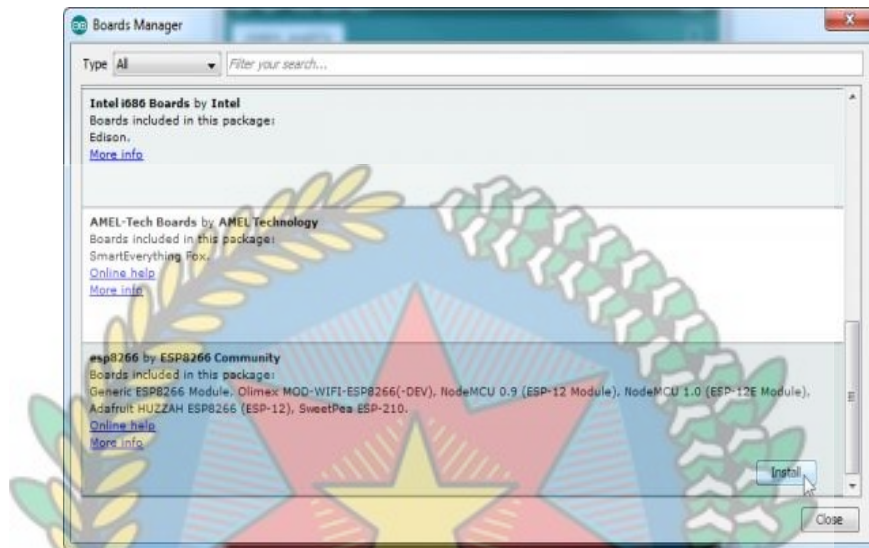 Boards Manager
Type All Filter your search...
Intel i686 Boards by Intel
Boards included in this package:
Edison.
More info
AMEL-Tech Boards by AMEL Technology
Boards included in this package:
SmartEverything Fox.
Online help
More info
esp8266 by ESP8266 Community
Boards included in this package:
Generic ESP8266 Module, Olimex MOD-WIFI-ESP8266(-DEV), NodeMCU 0.9 (ESP-12 Module), NodeMCU 1.0 (ESP-12E Module),
Adafruit HUZZAH ESP8266 (ESP-12), SweetPea ESP-210.
Online help
More info
Install
Close